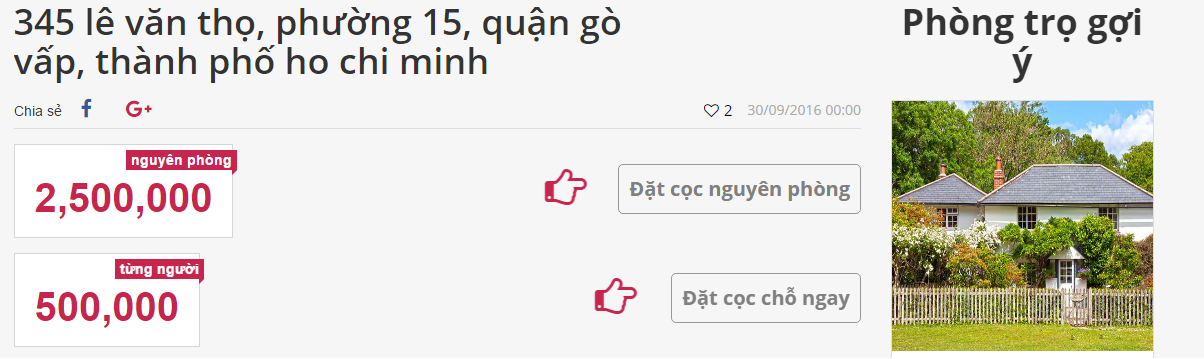 345 lê văn thọ, phường 15, quận gò
vấp, thành phố ho chi minh
Chia sẻ
2
30/09/2016 00:00
nguyên phòng
2,500,000
Đặt cọc nguyên phòng
từng người
500,000
Đặt cọc chỗ ngay
Phòng trọ gợi
ý